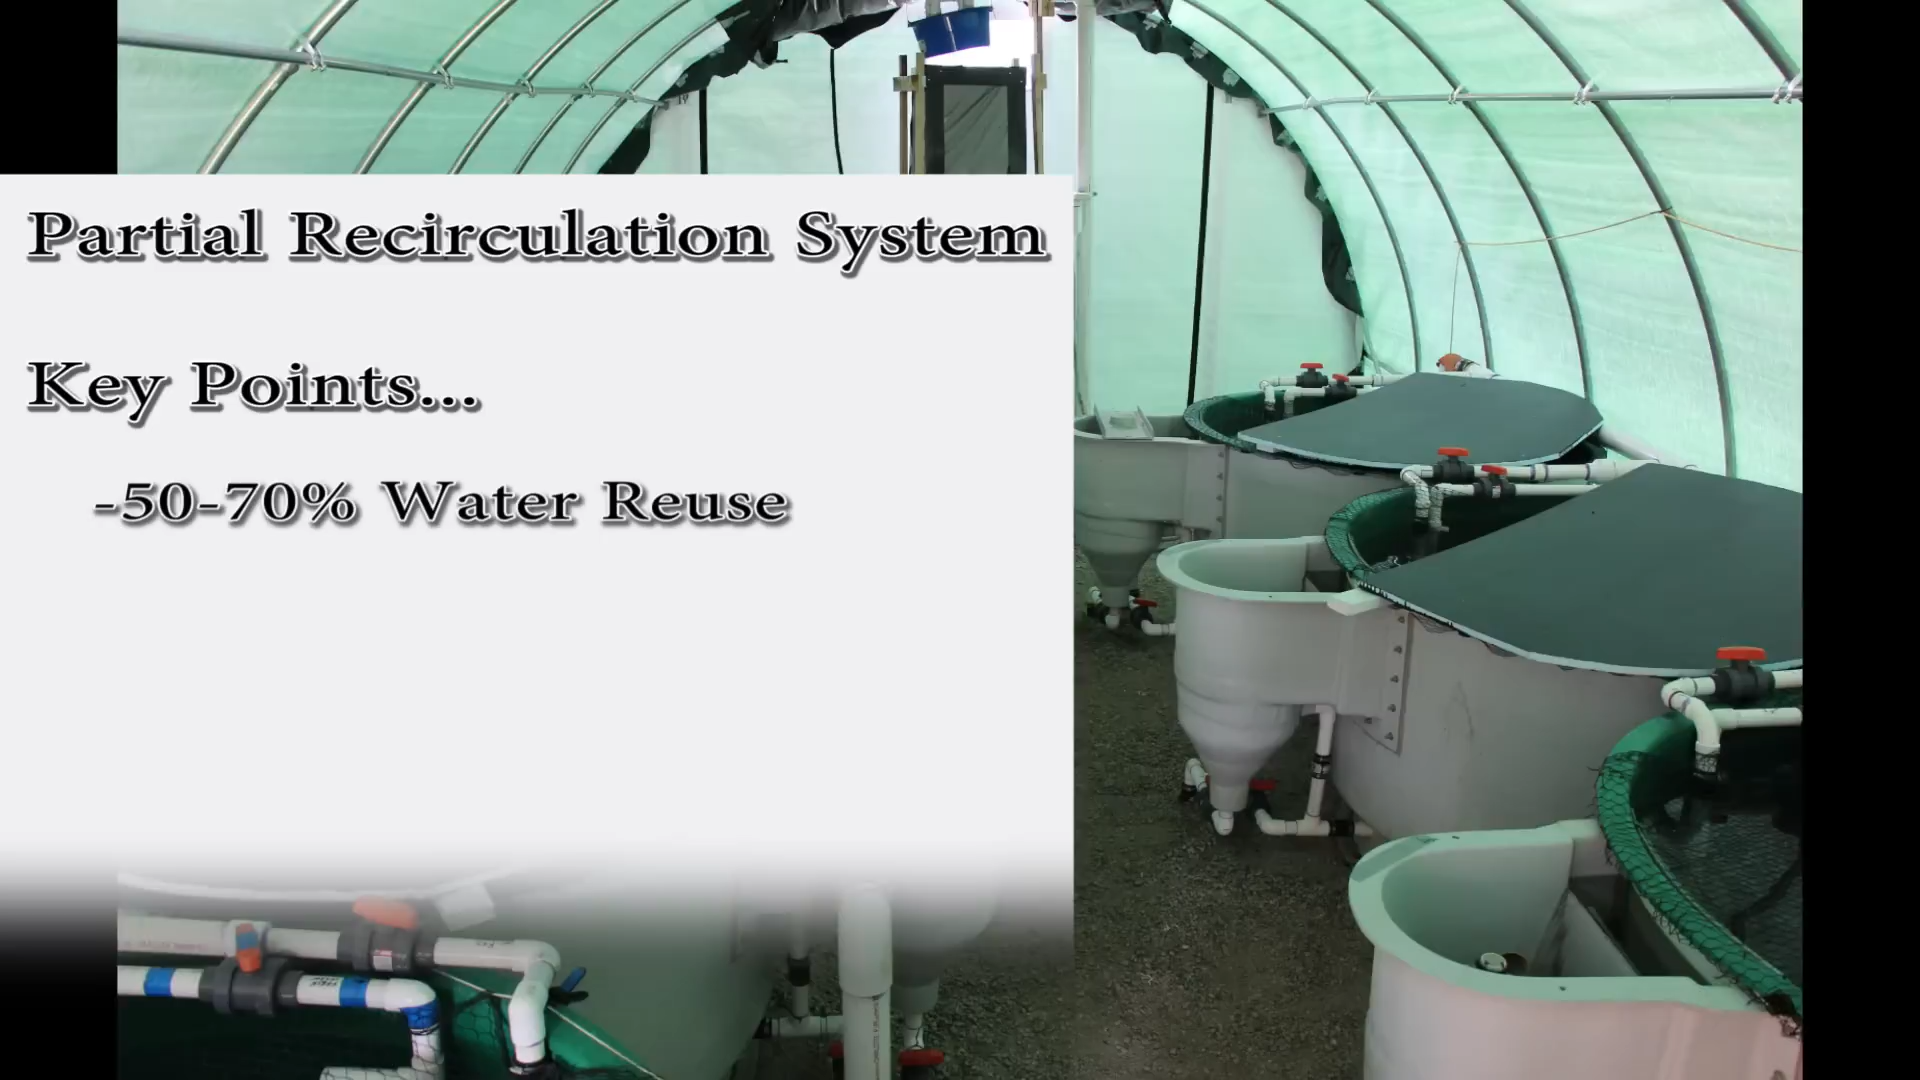 Partial Recirculation System
Key Points...
-50-70% Water Reuse